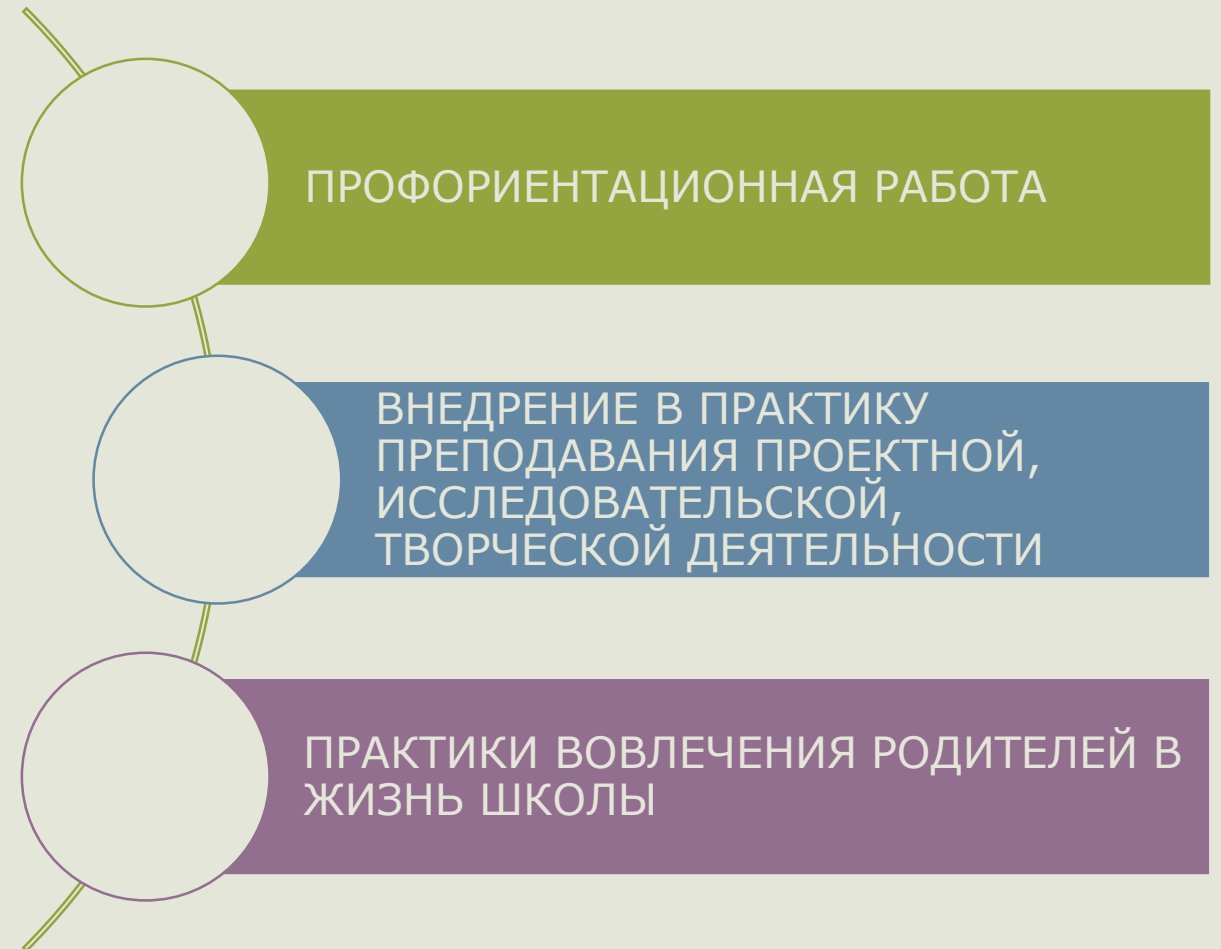 ПРОФОРИЕНТАЦИОННАЯ РАБОТА
ВНЕДРЕНИЕ В ПРАКТИКУ
ПРЕПОДАВАНИЯ ПРОЕКТНОЙ,
ИССЛЕДОВАТЕЛЬСКОЙ,
ТВОРЧЕСКОЙ ДЕЯТЕЛЬНОСТИ
ПРАКТИКИ ВОВЛЕЧЕНИЯ РОДИТЕЛЕЙ В
ЖИЗНЬ ШКОЛЫ